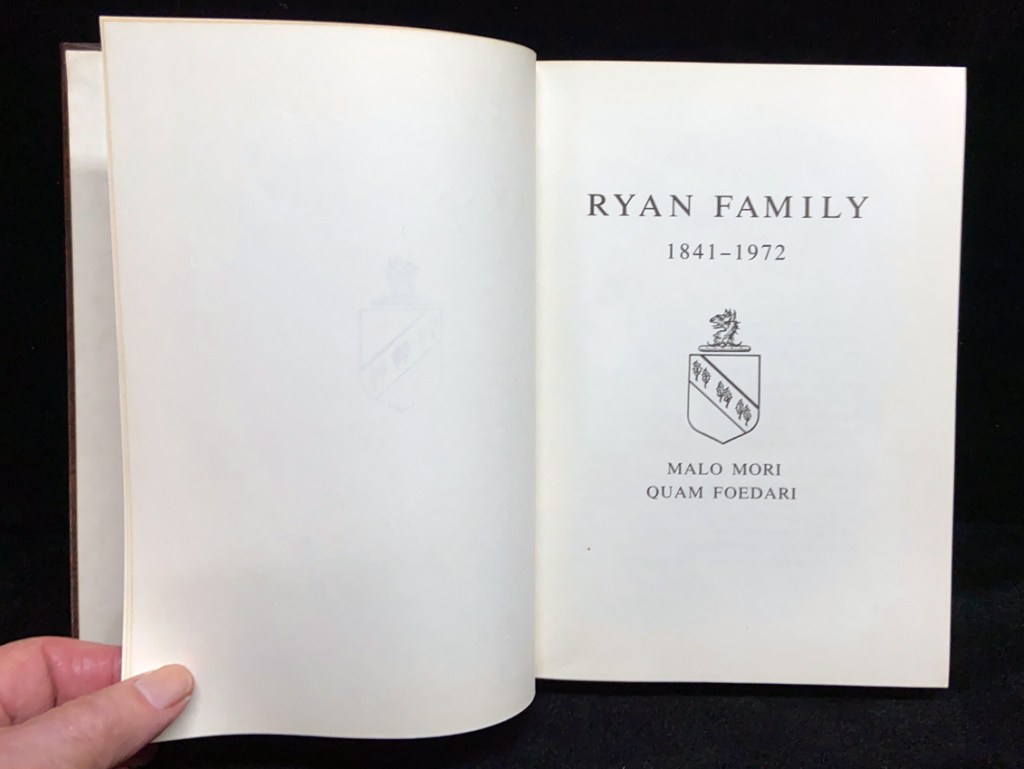 RYAN FAMILY
1841–1972
MALO MORI
QUAM FOEDARI